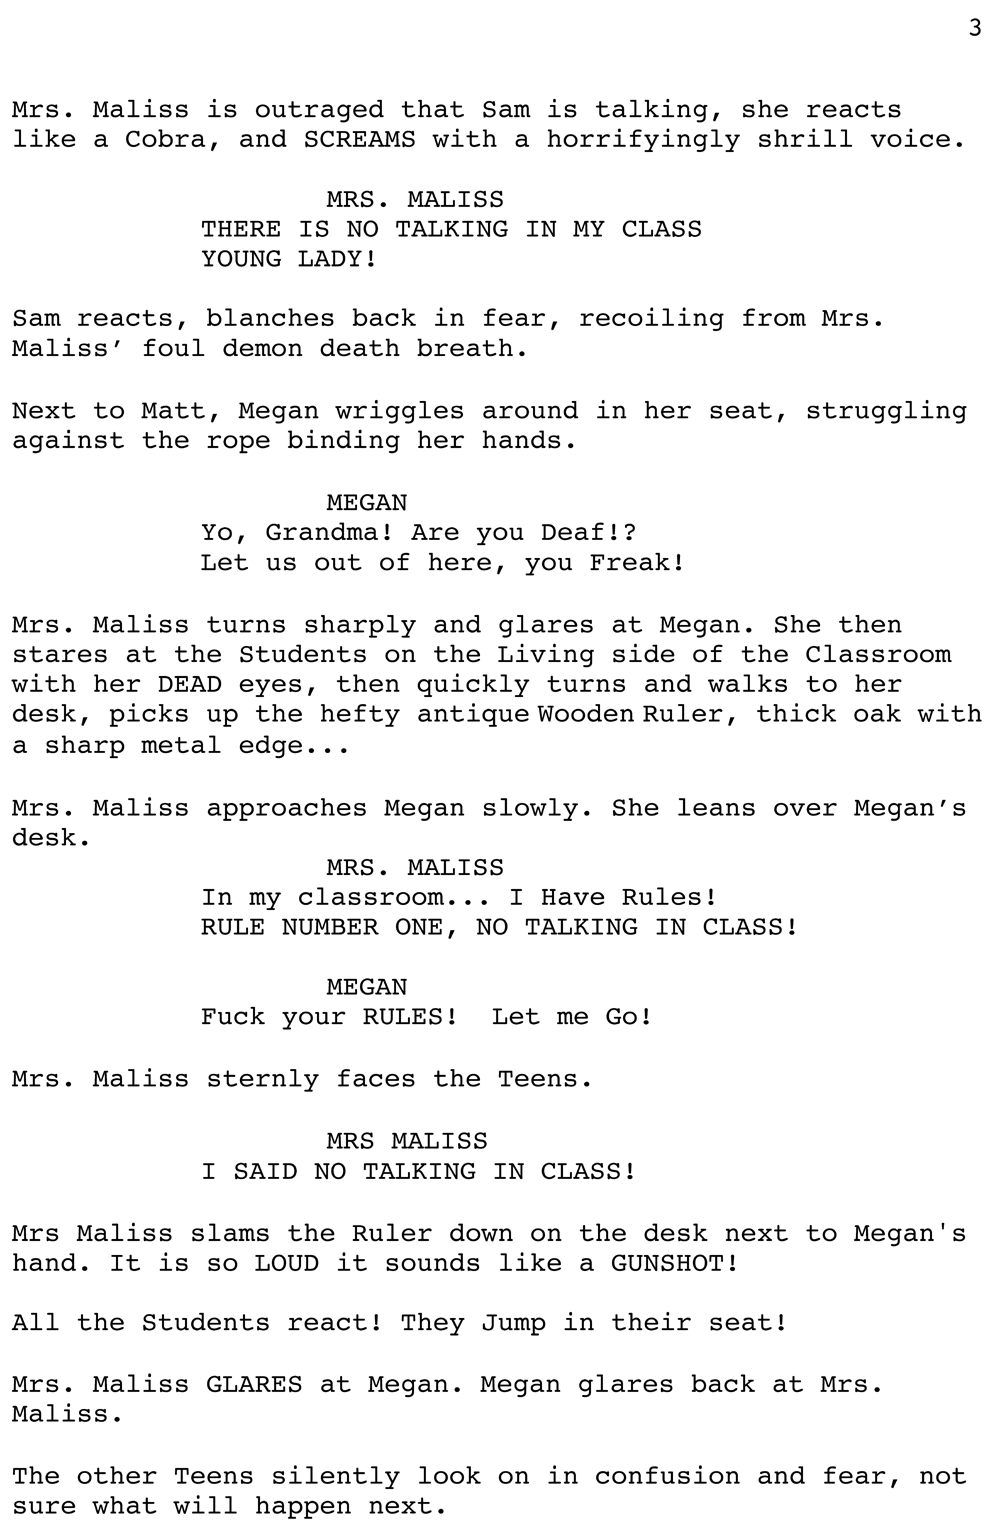 3
Mrs. Maliss is outraged that Sam is talking, she reacts
like a Cobra, and SCREAMS with a horrifyingly shrill voice.
MRS. MALISS
THERE IS NO TALKING IN MY CLASS
YOUNG LADY!
Sam reacts, blanches back in fear, recoiling from Mrs.
Maliss’ foul demon death breath.
Next to Matt, Megan wriggles around in her seat, struggling
against the rope binding her hands.
MEGAN
Yo, Grandma! Are you Deaf!?
Let us out of here, you Freak!
Mrs. Maliss turns sharply and glares at Megan. She then
stares at the Students on the Living side of the Classroom
with her DEAD eyes, then quickly turns and walks to her
desk, picks up the hefty antique Wooden Ruler, thick oak with
a sharp metal edge...
Mrs. Maliss approaches Megan slowly. She leans over Megan’s
desk.
MRS. MALISS
In my classroom... I Have Rules!
RULE NUMBER ONE, NO TALKING IN CLASS!
MEGAN
Fuck your RULES!  Let me Go!
Mrs. Maliss sternly faces the Teens.
MRS MALISS
I SAID NO TALKING IN CLASS!
Mrs Maliss slams the Ruler down on the desk next to Megan's
hand. It is so LOUD it sounds like a GUNSHOT!
All the Students react! They Jump in their seat!
Mrs. Maliss GLARES at Megan. Megan glares back at Mrs.
Maliss.
The other Teens silently look on in confusion and fear, not
sure what will happen next.